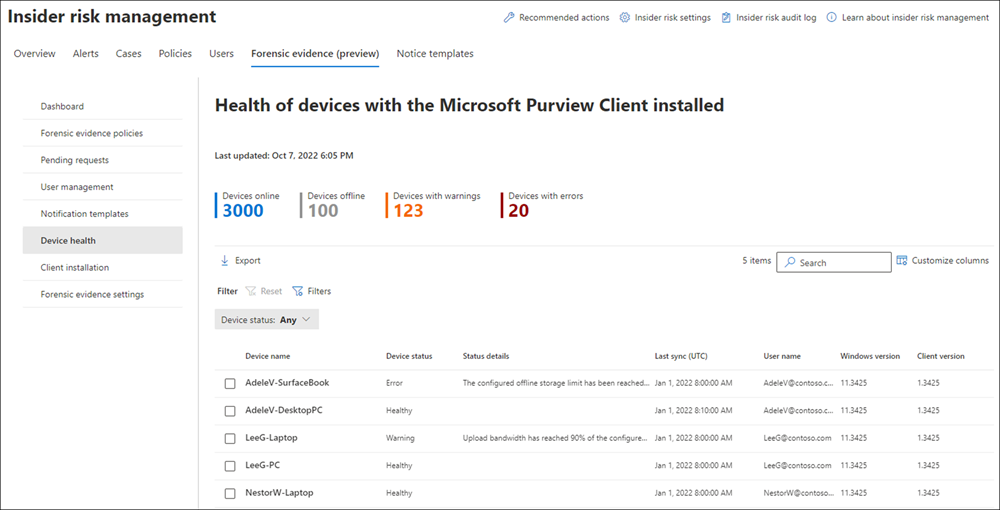 Insider risk management
Recommended actions Insider risk settings Insider risk audit log Learn about insider risk management
Overview Alerts Cases Policies Users Forensic evidence (preview) Notice templates
Dashboard
Forensic evidence policies
Pending requests
User management
Notification templates
Device health
Client installation
Forensic evidence settings
Health of devices with the Microsoft Purview Client installed
Last updated: Oct 7, 2022 6:05 PM
Devices online Devices offline Devices with warnings Devices with errors
3000 100 123 20
Export 5 items Search Customize columns
Filter Reset Filters
Device status: Any
Device name Device status Status details Last sync (UTC) User name Windows version Client version
AdeleV-SurfaceBook Error The configured offline storage limit has been reached... Jan 1, 2022 8:00:00 AM AdeleV@contoso.c... 11.3425 1.3425
AdeleV-DesktopPC Healthy Jan 1, 2022 8:10:00 AM AdeleV@contoso.c... 11.3425 1.3425
LeeG-Laptop Warning Upload bandwidth has reached 90% of the configure... Jan 1, 2022 8:00:00 AM LeeG@contoso.com 11.3425 1.3425
LeeG-PC Healthy Jan 1, 2022 8:00:00 AM LeeG@contoso.com 11.3425 1.3425
NestorW-Laptop Healthy Jan 1, 2022 8:00:00 AM NestorW@contoso... 11.3425 1.3425